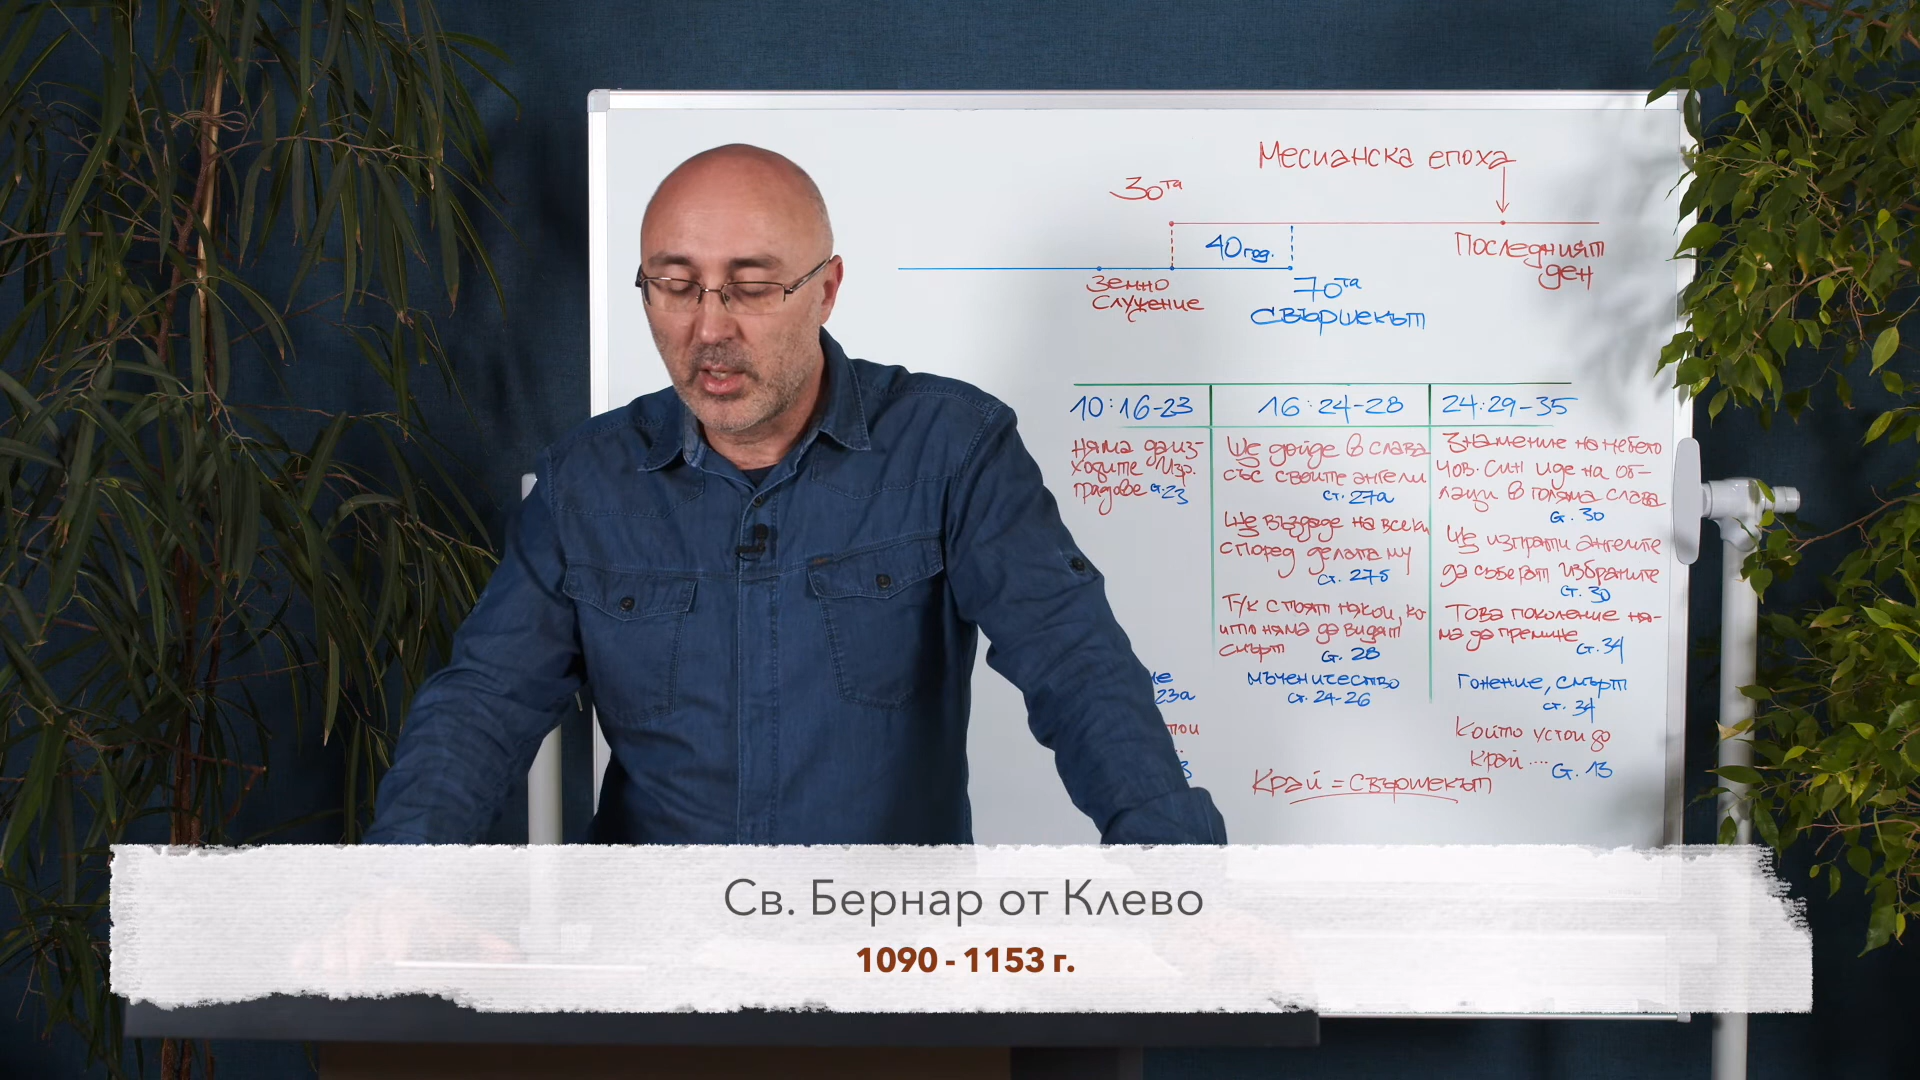 Месианска епоха
30та
40 год.
Последният
ден
Земно
служение
70та
свършекът
10:16-23
16:24-28
24:29-35
няма да из-
ходите Изр.
градове ст.23
Ще дойде в слава
със своите ангели
ст. 27а
Ще въздаде на всеки
според делата му
ст. 27б
Тук стоят някои, ко-
ито няма да видят
смърт ст. 28
мъченичество
ст. 24-26
Знамение на небето
Чов. Син иде на об-
лаци в голяма слава
ст. 30
Ще изпрати ангелите
да съберат избраните
ст. 30
Това поколение ня-
ма да премине
ст. 34
гонение, смърт
ст. 34
Който устои до
край.... ст. 13
23а
Край = свършекът
Св. Бернар от Клево
1090 - 1153 г.